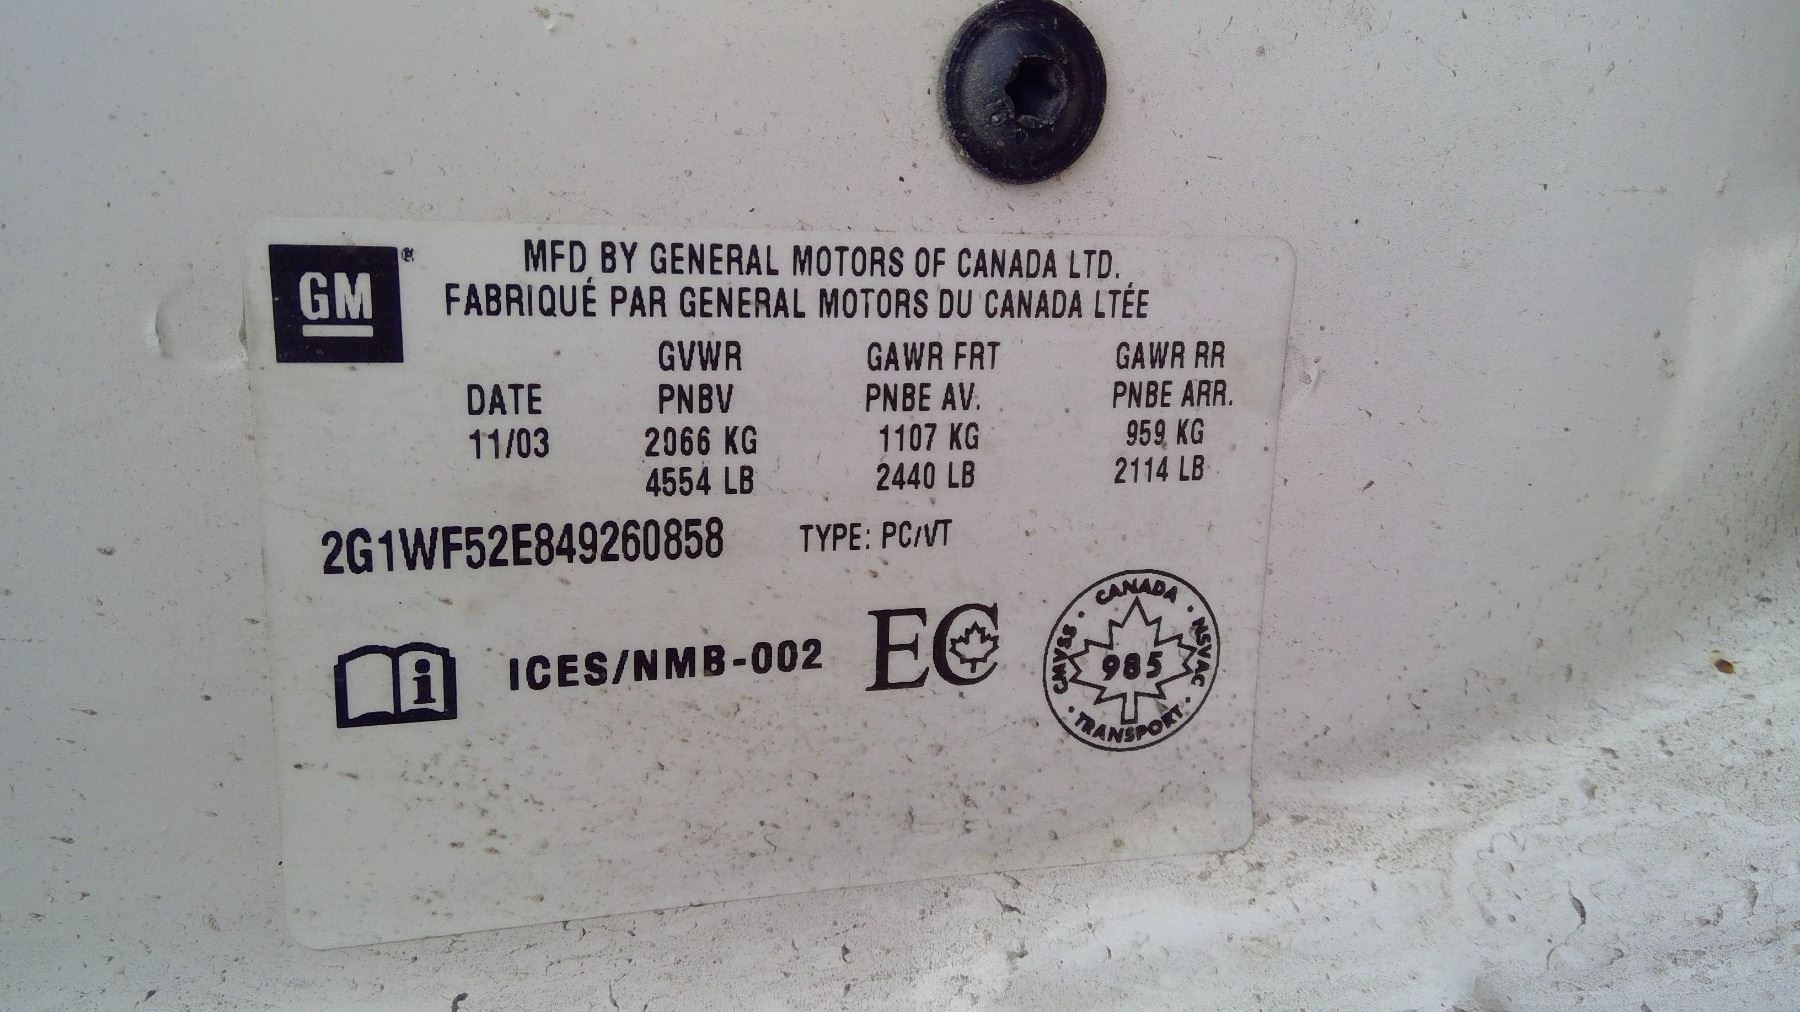 GM ®
MFD BY GENERAL MOTORS OF CANADA LTD.
FABRIQUÉ PAR GENERAL MOTORS DU CANADA LTÉE
GVWR GAWR FRT GAWR RR
DATE PNBV PNBE AV. PNBE ARR.
11/03 2066 KG 1107 KG 959 KG
4554 LB 2440 LB 2114 LB
2G1WF52E849260858 TYPE: PC/VT
i ICES/NMB-002 EC
CANADA · NSVAC · TRANSPORT · CMVSS ·
985